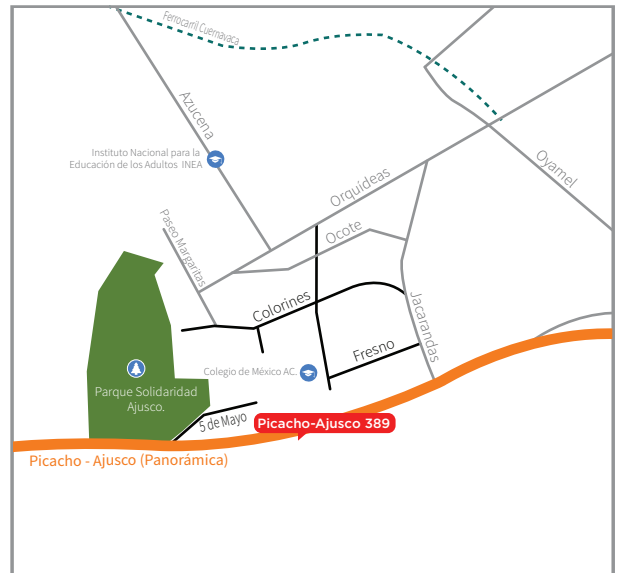 Ferrocarril Cuernavaca
Azucena
Instituto Nacional para la
Educación de los Adultos INEA
Oyamel
Orquídeas
Paseo Margaritas
Ocote
Colorines
Jacarandas
Fresno
Colegio de México AC.
Parque Solidaridad
Ajusco.
5 de Mayo
Picacho-Ajusco 389
Picacho - Ajusco (Panorámica)